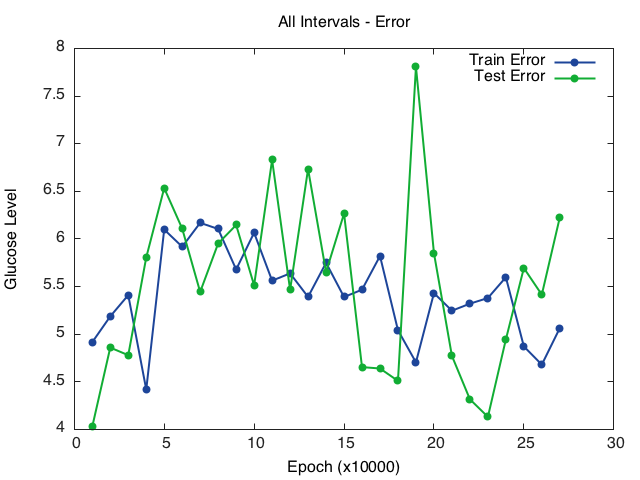 All Intervals - Error
8
7.5
7
6.5
6
5.5
5
4.5
4
Glucose Level
Train Error
Test Error
0 5 10 15 20 25 30
Epoch (x10000)